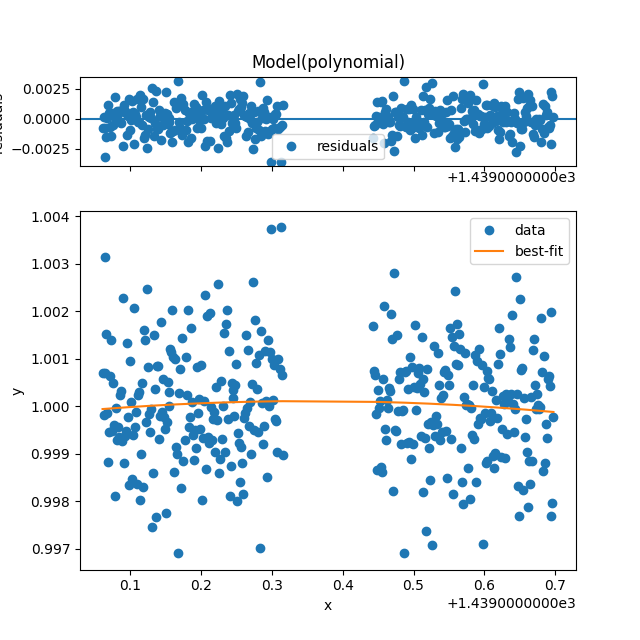 Model(polynomial)
0.0025
0.0000
−0.0025
residuals
+1.4390000000e3
1.004
1.003
1.002
1.001
1.000
0.999
0.998
0.997
y
data
best-fit
0.1 0.2 0.3 0.4 0.5 0.6 0.7
x
+1.4390000000e3